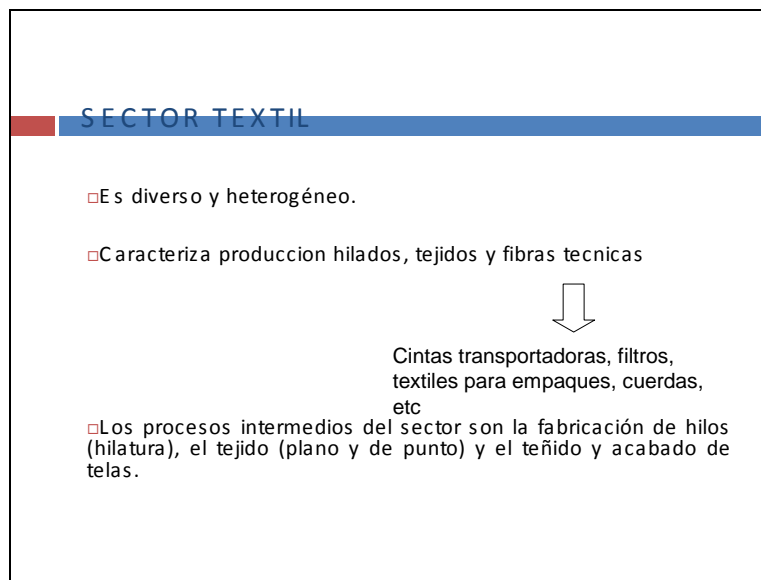 SECTOR TEXTIL
Es diverso y heterogéneo.
Caracteriza produccion hilados, tejidos y fibras tecnicas
Cintas transportadoras, filtros,
textiles para empaques, cuerdas,
etc
Los procesos intermedios del sector son la fabricación de hilos
(hilatura), el tejido (plano y de punto) y el teñido y acabado de
telas.